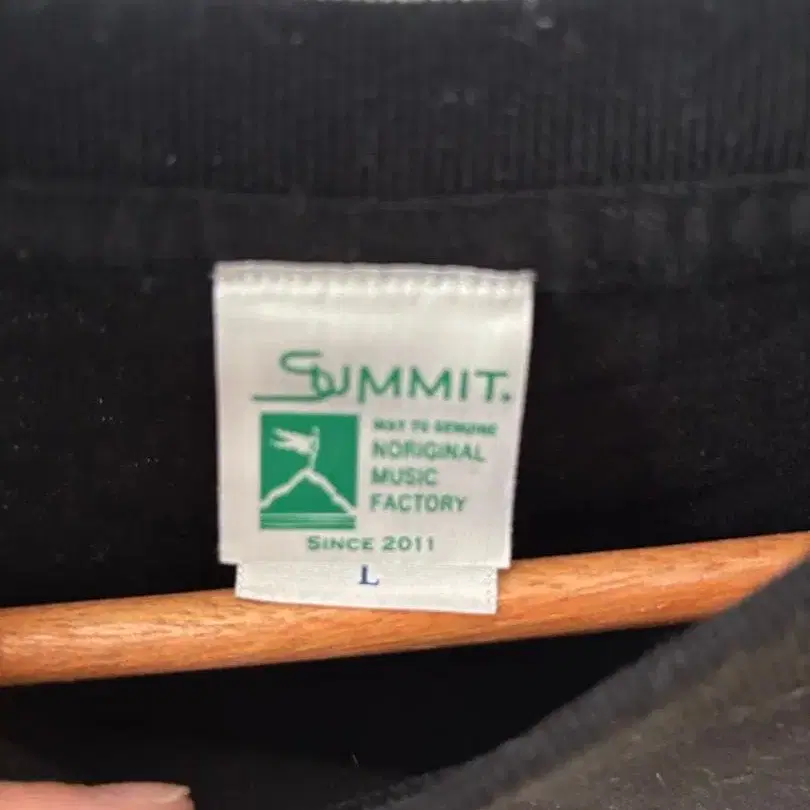 SUMMIT.
WAY TO GENUINE
NORIGINAL
MUSIC
FACTORY
SINCE 2011
L